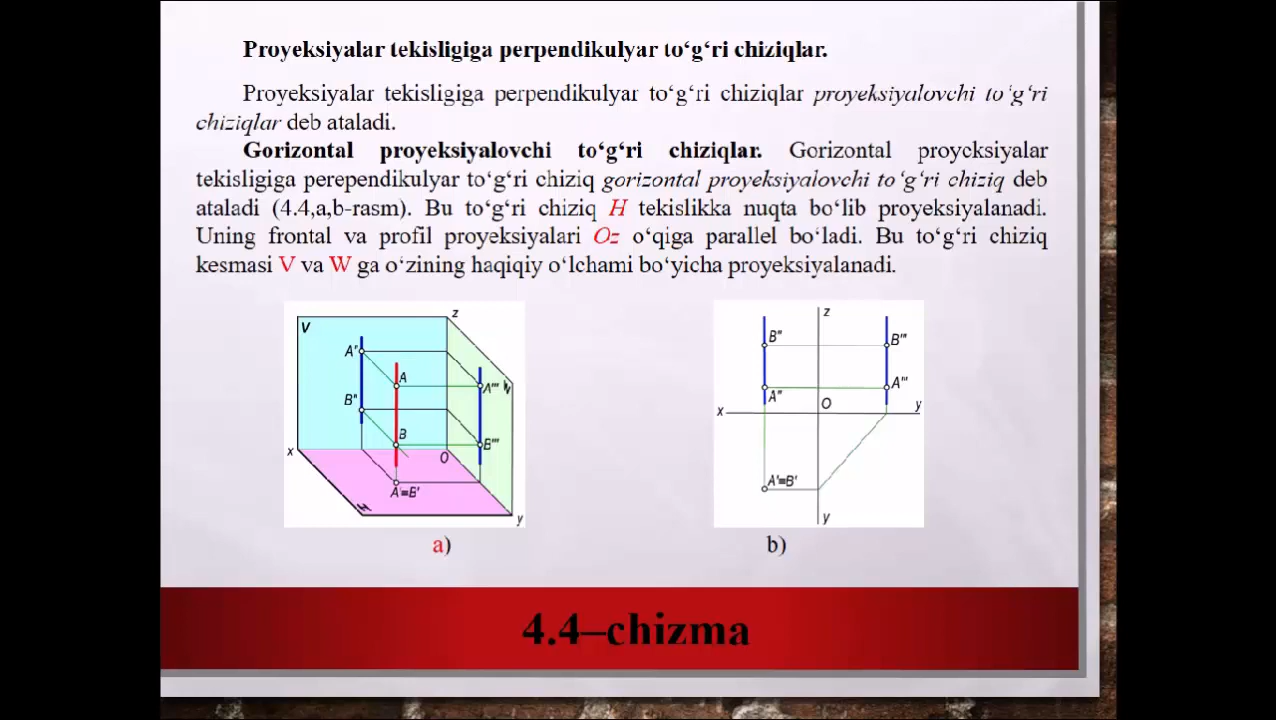 Proyeksiyalar tekisligiga perpendikulyar to‘g‘ri chiziqlar.
Proyeksiyalar tekisligiga perpendikulyar to‘g‘ri chiziqlar proyeksiyalovchi to‘g‘ri
chiziqlar deb ataladi.
Gorizontal proyeksiyalovchi to‘g‘ri chiziqlar. Gorizontal proyeksiyalar
tekisligiga perependikulyar to‘g‘ri chiziq gorizontal proyeksiyalovchi to‘g‘ri chiziq deb
ataladi (4.4,a,b-rasm). Bu to‘g‘ri chiziq H tekislikka nuqta bo‘lib proyeksiyalanadi.
Uning frontal va profil proyeksiyalari Oz o‘qiga parallel bo‘ladi. Bu to‘g‘ri chiziq
kesmasi V va W ga o‘zining haqiqiy o‘lchami bo‘yicha proyeksiyalanadi.
V z
A" A A''' W
B" B B'''
x O
A'≡B'
H y
z
B" B'''
A" A'''
x O y
A'≡B'
y
a) b)
4.4–chizma